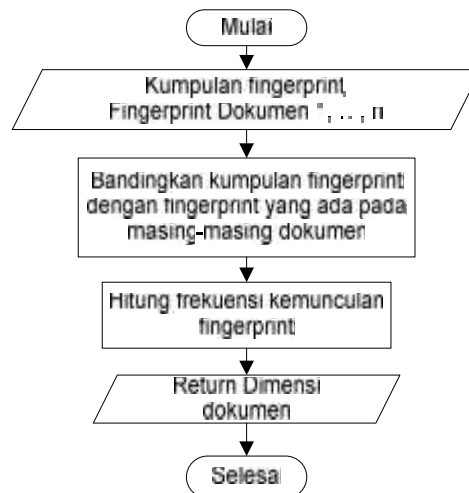 Mulai
Kumpulan fingerprint,
Fingerprint Dokumen
Bandingkan kumpulan fingerprint
dengan fingerprint yang ada pada
masing-masing dokumen
Hitung frekuensi kemunculan
fingerprint
Return Dimensi
dokumen
Selesai